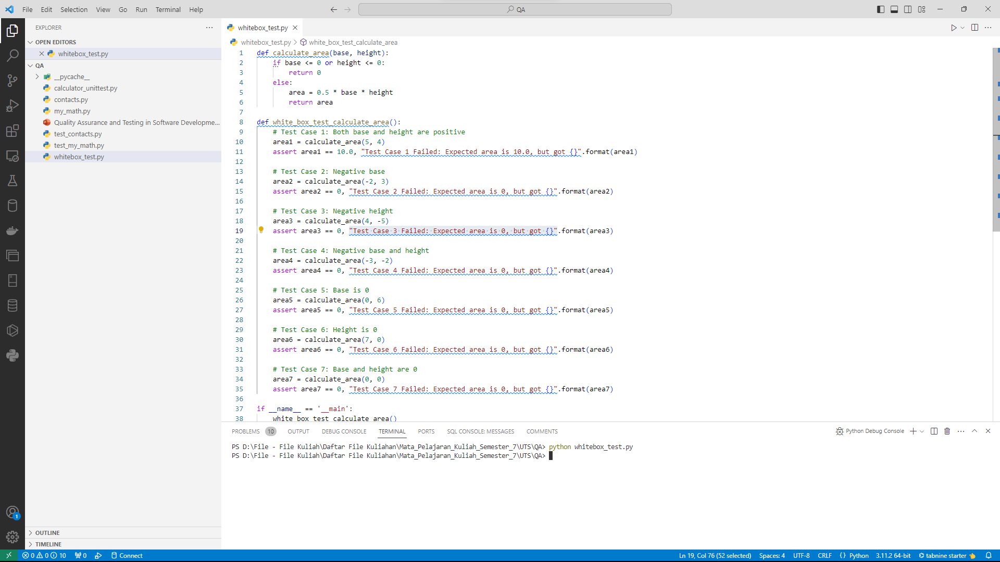 File Edit Selection View Go Run Terminal Help
QA
EXPLORER
OPEN EDITORS
whitebox_test.py
QA
__pycache__
calculator_unittest.py
contacts.py
my_math.py
Quality Assurance and Testing in Software Developme...
test_contacts.py
test_my_math.py
whitebox_test.py
OUTLINE
TIMELINE
whitebox_test.py
whitebox_test.py > white_box_test_calculate_area
1 def calculate_area(base, height):
2 if base <= 0 or height <= 0:
3 return 0
4 else:
5 area = 0.5 * base * height
6 return area
7
8 def white_box_test_calculate_area():
9 # Test Case 1: Both base and height are positive
10 area1 = calculate_area(5, 4)
11 assert area1 == 10.0, "Test Case 1 Failed: Expected area is 10.0, but got {}".format(area1)
12
13 # Test Case 2: Negative base
14 area2 = calculate_area(-2, 3)
15 assert area2 == 0, "Test Case 2 Failed: Expected area is 0, but got {}".format(area2)
16
17 # Test Case 3: Negative height
18 area3 = calculate_area(4, -5)
19 assert area3 == 0, "Test Case 3 Failed: Expected area is 0, but got {}".format(area3)
20
21 # Test Case 4: Negative base and height
22 area4 = calculate_area(-3, -2)
23 assert area4 == 0, "Test Case 4 Failed: Expected area is 0, but got {}".format(area4)
24
25 # Test Case 5: Base is 0
26 area5 = calculate_area(0, 6)
27 assert area5 == 0, "Test Case 5 Failed: Expected area is 0, but got {}".format(area5)
28
29 # Test Case 6: Height is 0
30 area6 = calculate_area(7, 0)
31 assert area6 == 0, "Test Case 6 Failed: Expected area is 0, but got {}".format(area6)
32
33 # Test Case 7: Base and height are 0
34 area7 = calculate_area(0, 0)
35 assert area7 == 0, "Test Case 7 Failed: Expected area is 0, but got {}".format(area7)
36
37 if __name__ == '__main':
38 white_box_test_calculate_area()
PROBLEMS 10 OUTPUT DEBUG CONSOLE TERMINAL PORTS SQL CONSOLE: MESSAGES COMMENTS
Python Debug Console
PS D:\File - File Kuliah\Daftar File Kuliahan\Mata_Pelajaran_Kuliah_Semester_7\UTS\QA> python whitebox_test.py
PS D:\File - File Kuliah\Daftar File Kuliahan\Mata_Pelajaran_Kuliah_Semester_7\UTS\QA>
1
0 0 10 0 Connect
Ln 19, Col 76 (52 selected) Spaces: 4 UTF-8 CRLF {} Python 3.11.2 64-bit tabnine starter